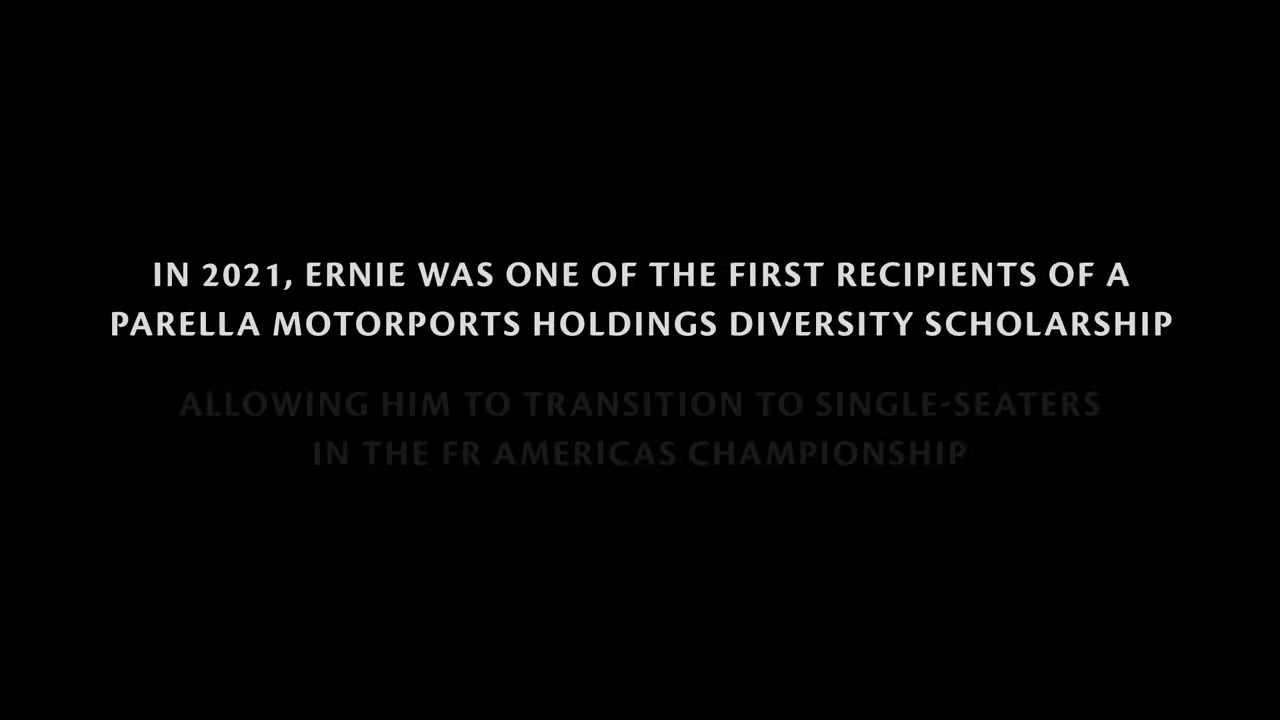 IN 2021, ERNIE WAS ONE OF THE FIRST RECIPIENTS OF A
PARELLA MOTORPORTS HOLDINGS DIVERSITY SCHOLARSHIP
ALLOWING HIM TO TRANSITION TO SINGLE-SEATERS
IN THE FR AMERICAS CHAMPIONSHIP